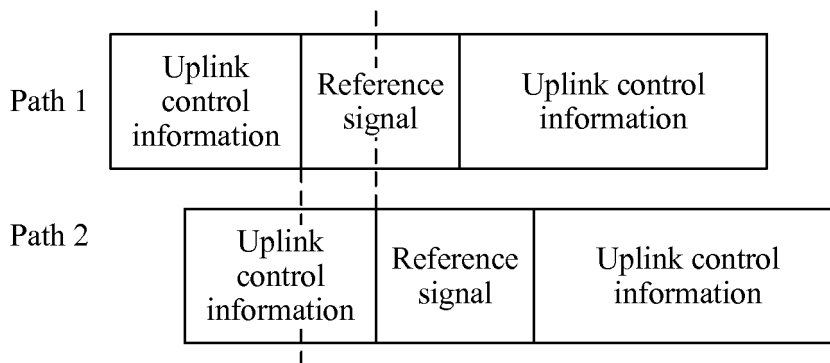 Path 1
Uplink
control
information
Reference
signal
Uplink control
information
Path 2
Uplink
control
information
Reference
signal
Uplink control
information